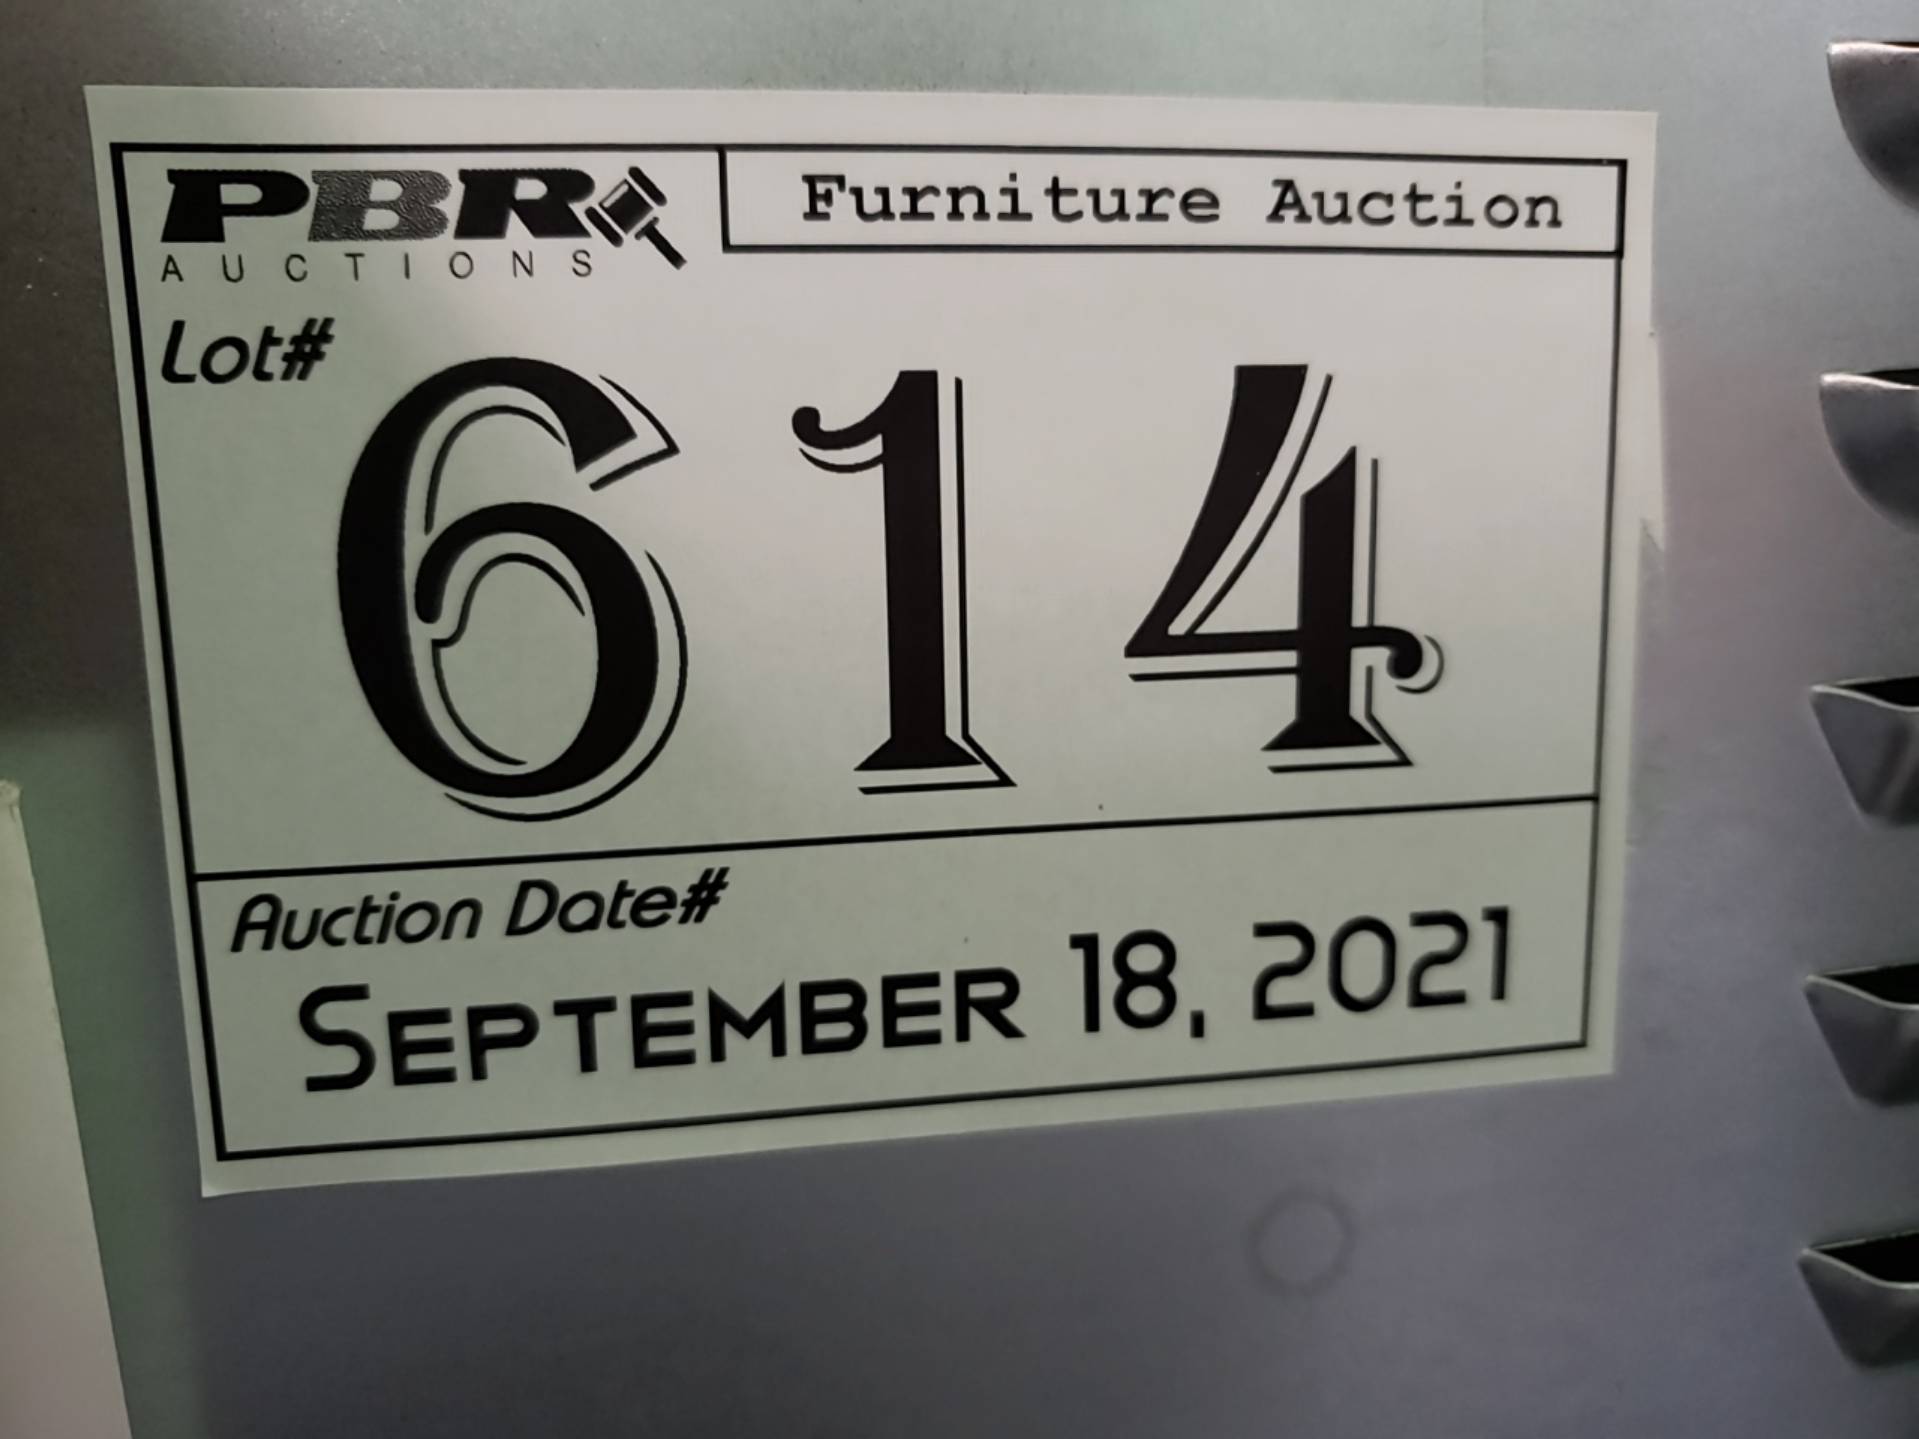 PBR
AUCTIONS
Furniture Auction
Lot#
614
Auction Date#
SEPTEMBER 18, 2021